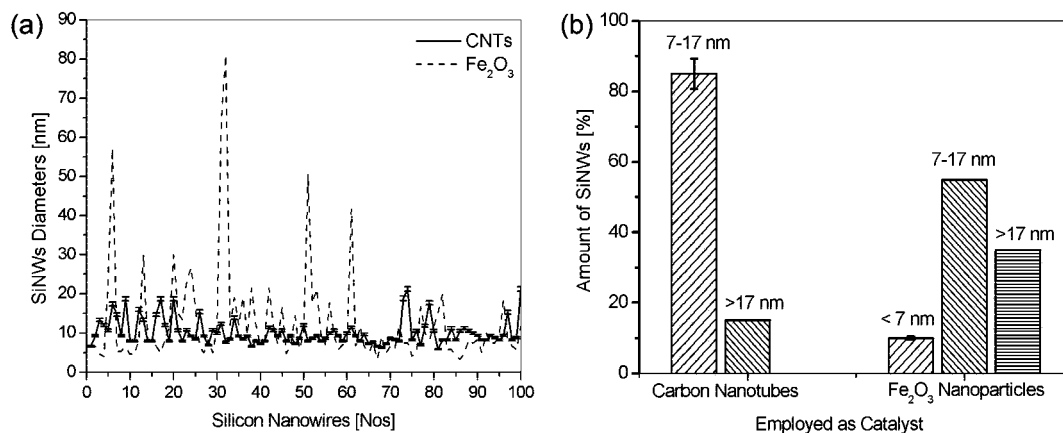 (a)
90
80
70
60
50
40
30
20
10
0
SiNWs Diameters [nm]
CNTs
Fe₂O₃
0 10 20 30 40 50 60 70 80 90 100
Silicon Nanowires [Nos]
(b)
100
80
60
40
20
0
Amount of SiNWs [%]
7-17 nm
>17 nm
< 7 nm
7-17 nm
>17 nm
Carbon Nanotubes
Fe₂O₃ Nanoparticles
Employed as Catalyst